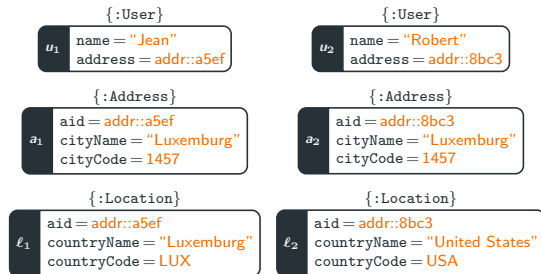 {:User} {:User}
u₁ name = “Jean” u₂ name = “Robert”
address = addr::a5ef address = addr::8bc3
{:Address} {:Address}
aid = addr::a5ef aid = addr::8bc3
a₁ cityName = “Luxemburg” a₂ cityName = “Luxemburg”
cityCode = 1457 cityCode = 1457
{:Location} {:Location}
aid = addr::a5ef aid = addr::8bc3
ℓ₁ countryName = “Luxemburg” ℓ₂ countryName = “United States”
countryCode = LUX countryCode = USA